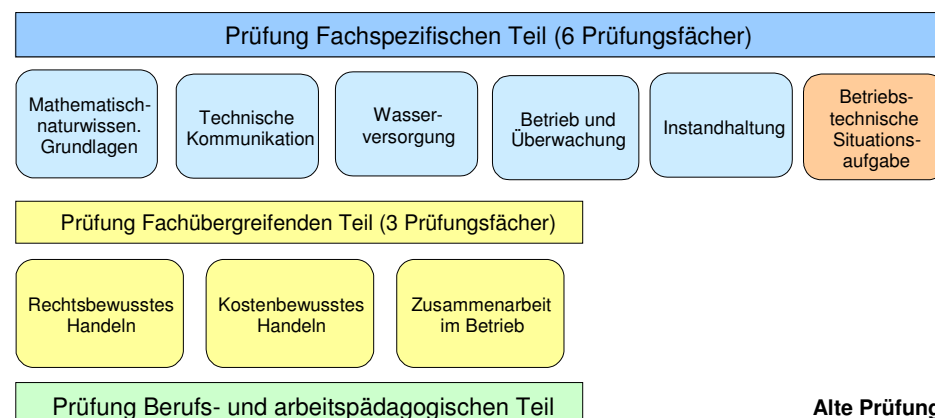 Prüfung Fachspezifischen Teil (6 Prüfungsfächer)
Mathematisch-
naturwissen.
Grundlagen
Technische
Kommunikation
Wasser-
versorgung
Betrieb und
Überwachung
Instandhaltung
Betriebs-
technische
Situations-
aufgabe
Prüfung Fachübergreifenden Teil (3 Prüfungsfächer)
Rechtsbewusstes
Handeln
Kostenbewusstes
Handeln
Zusammenarbeit
im Betrieb
Prüfung Berufs- und arbeitspädagogischen Teil
Alte Prüfung